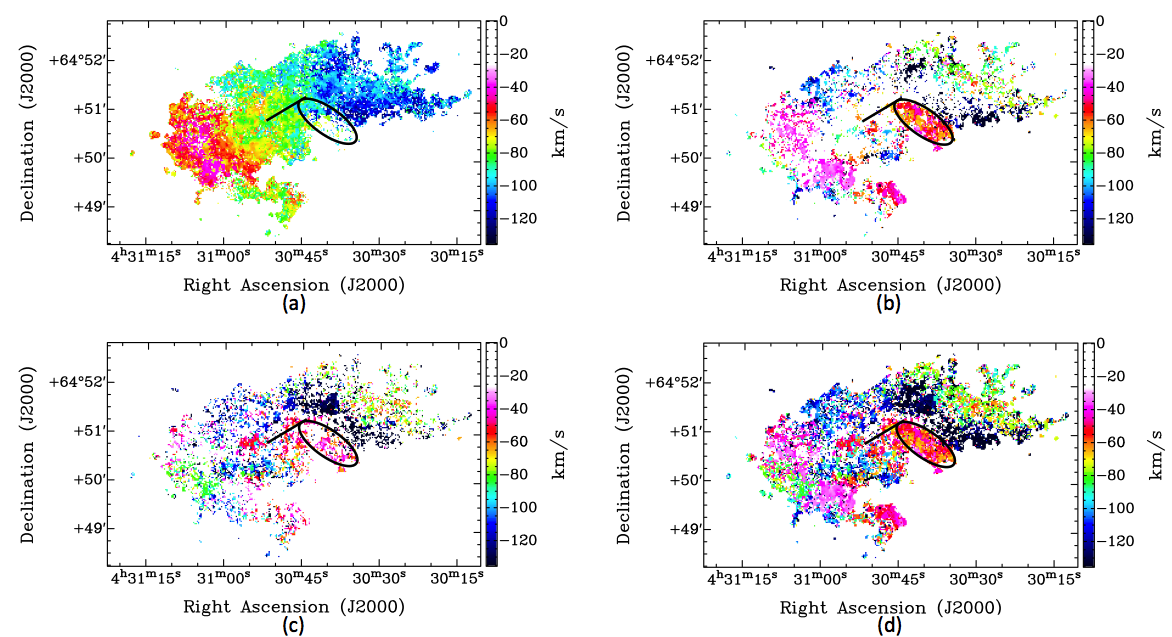 Declination (J2000)
+64°52′
+51′
+50′
+49′
4ʰ31ᵐ15ˢ 31ᵐ00ˢ 30ᵐ45ˢ 30ᵐ30ˢ 30ᵐ15ˢ
Right Ascension (J2000)
0
−20
−40
−60
−80
−100
−120
km/s
(a)
Declination (J2000)
+64°52′
+51′
+50′
+49′
4ʰ31ᵐ15ˢ 31ᵐ00ˢ 30ᵐ45ˢ 30ᵐ30ˢ 30ᵐ15ˢ
Right Ascension (J2000)
0
−20
−40
−60
−80
−100
−120
km/s
(b)
Declination (J2000)
+64°52′
+51′
+50′
+49′
4ʰ31ᵐ15ˢ 31ᵐ00ˢ 30ᵐ45ˢ 30ᵐ30ˢ 30ᵐ15ˢ
Right Ascension (J2000)
0
−20
−40
−60
−80
−100
−120
km/s
(c)
Declination (J2000)
+64°52′
+51′
+50′
+49′
4ʰ31ᵐ15ˢ 31ᵐ00ˢ 30ᵐ45ˢ 30ᵐ30ˢ 30ᵐ15ˢ
Right Ascension (J2000)
0
−20
−40
−60
−80
−100
−120
km/s
(d)